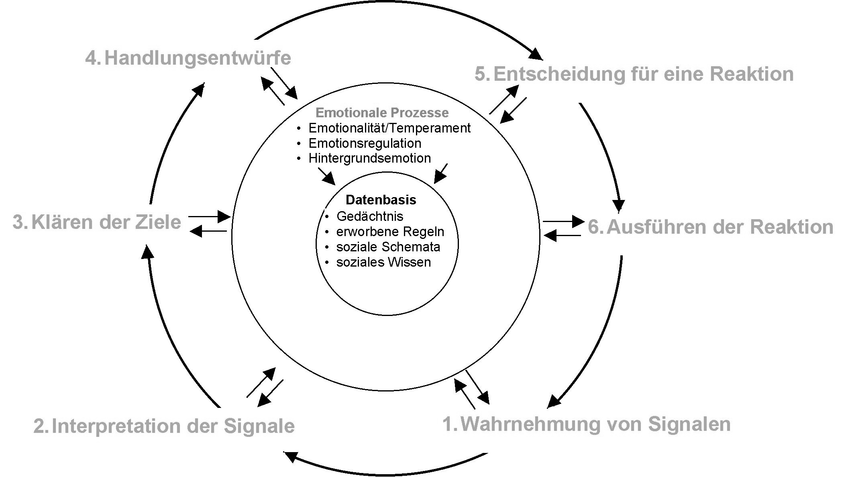 4. Handlungsentwürfe
5. Entscheidung für eine Reaktion
Emotionale Prozesse
• Emotionalität/Temperament
• Emotionsregulation
• Hintergrundsemotion
Datenbasis
• Gedächtnis
• erworbene Regeln
• soziale Schemata
• soziales Wissen
3. Klären der Ziele
6. Ausführen der Reaktion
2. Interpretation der Signale
1. Wahrnehmung von Signalen